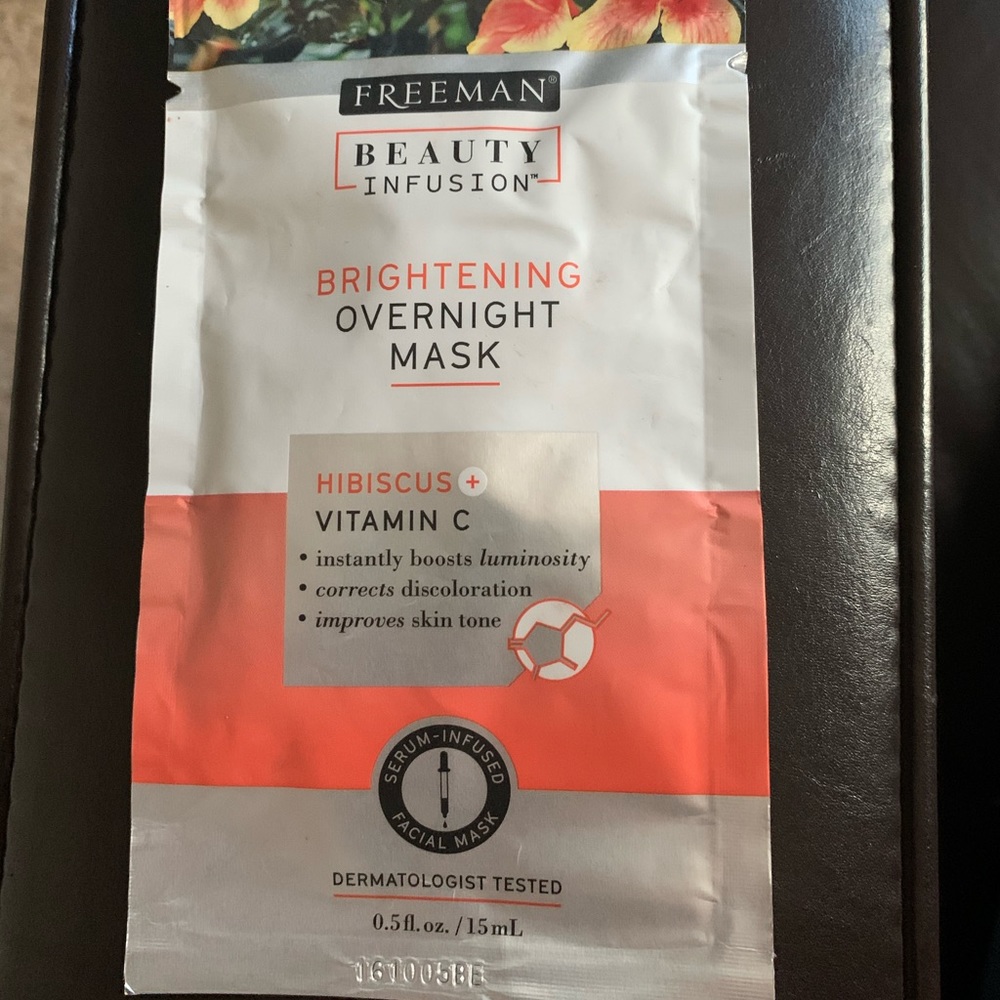 FREEMAN®
BEAUTY
INFUSION™
BRIGHTENING
OVERNIGHT
MASK
HIBISCUS +
VITAMIN C
• instantly boosts luminosity
• corrects discoloration
• improves skin tone
SERUM-INFUSED
FACIAL MASK
DERMATOLOGIST TESTED
0.5 fl. oz. / 15 mL
161005BE